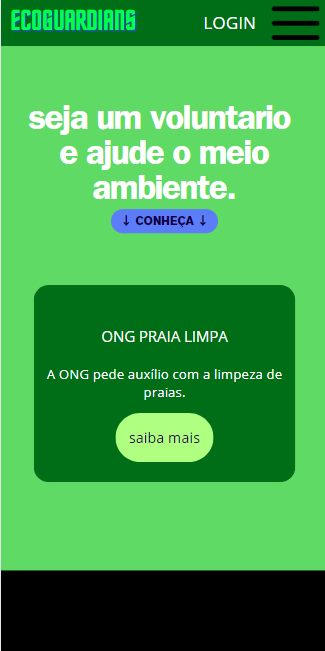 ECOGUARDIANS
LOGIN
seja um voluntario
e ajude o meio
ambiente.
↓ CONHEÇA ↓
ONG PRAIA LIMPA
A ONG pede auxílio com a limpeza de
praias.
saiba mais